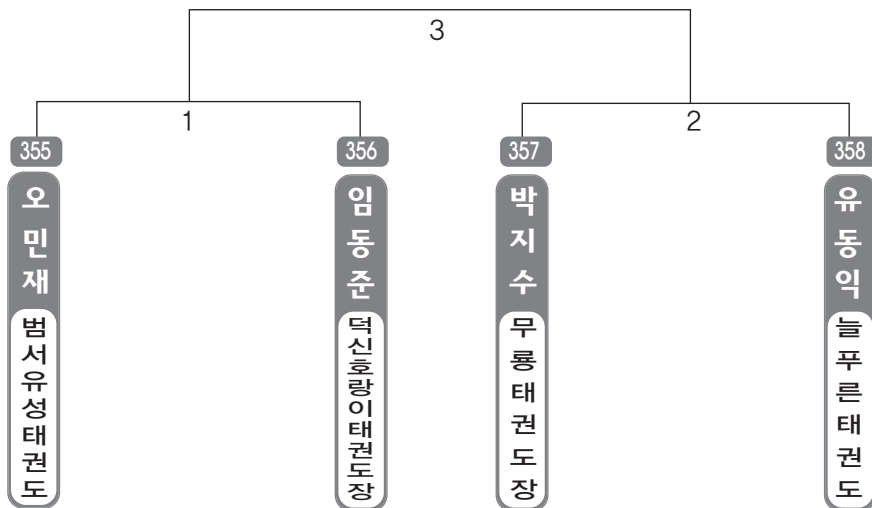 3
1
2
355
356
357
358
오민재
임동준
박지수
유동익
범서유성태권도
덕신호랑이태권도장
무룡태권도장
늘푸른태권도